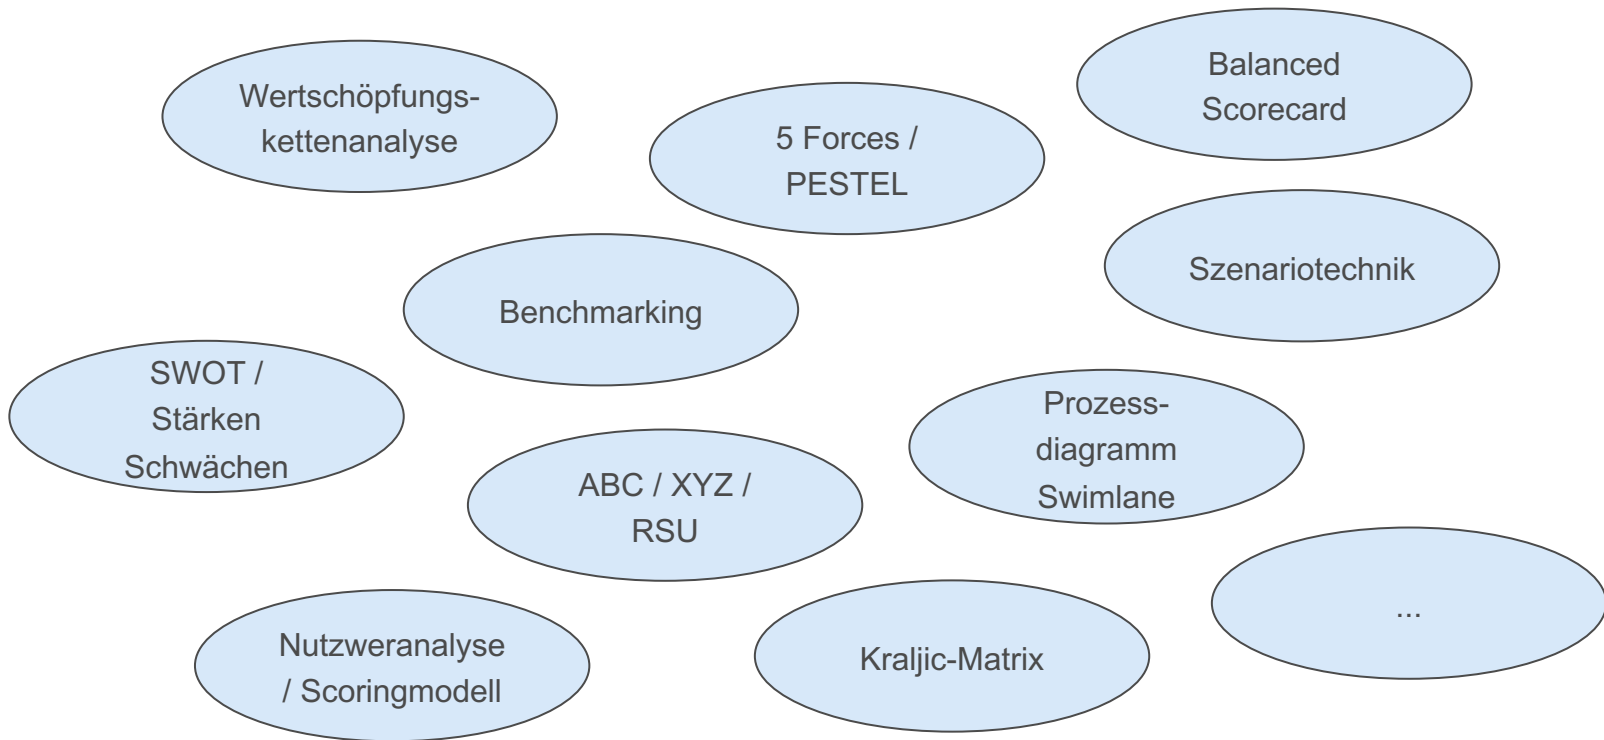 Wertschöpfungs-
kettenanalyse
5 Forces /
PESTEL
Balanced
Scorecard
Benchmarking
Szenariotechnik
SWOT /
Stärken
Schwächen
ABC / XYZ /
RSU
Prozess-
diagramm
Swimlane
Nutzweranalyse
/ Scoringmodell
Kraljic-Matrix
...